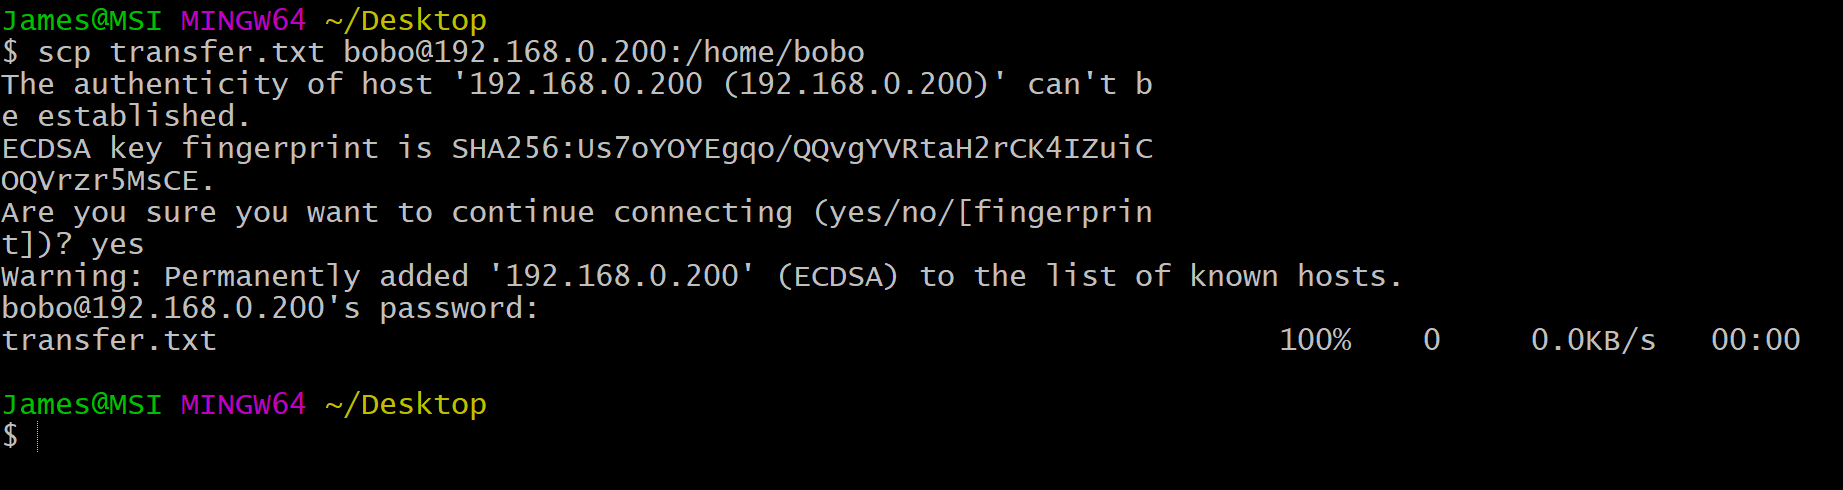 James@MSI MINGW64 ~/Desktop
$ scp transfer.txt bobo@192.168.0.200:/home/bobo
The authenticity of host '192.168.0.200 (192.168.0.200)' can't b
e established.
ECDSA key fingerprint is SHA256:Us7oYOYEgqo/QQvgYVRtaH2rCK4IZuiC
OQVrzr5MsCE.
Are you sure you want to continue connecting (yes/no/[fingerprin
t])? yes
Warning: Permanently added '192.168.0.200' (ECDSA) to the list of known hosts.
bobo@192.168.0.200's password:
transfer.txt 100% 0 0.0KB/s 00:00
James@MSI MINGW64 ~/Desktop
$